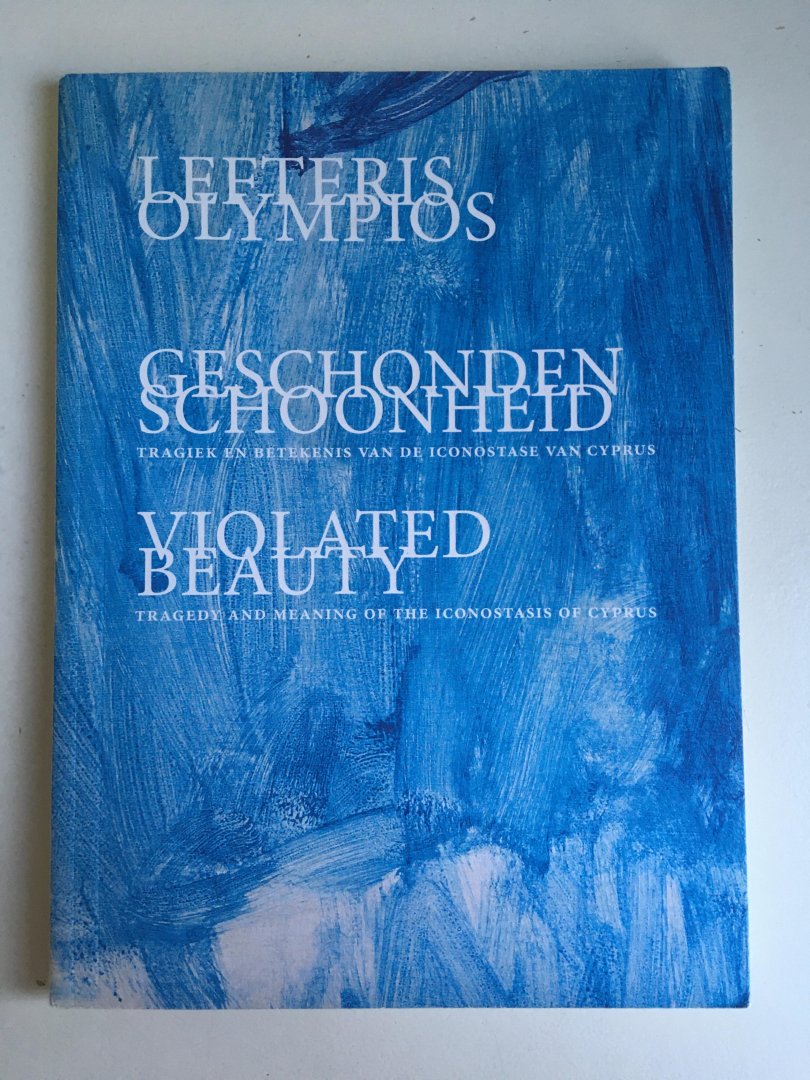 LEFTERIS
OLYMPIOS
GESCHONDEN
SCHOONHEID
TRAGIEK EN BETEKENIS VAN DE ICONOSTASE VAN CYPRUS
VIOLATED
BEAUTY
TRAGEDY AND MEANING OF THE ICONOSTASIS OF CYPRUS